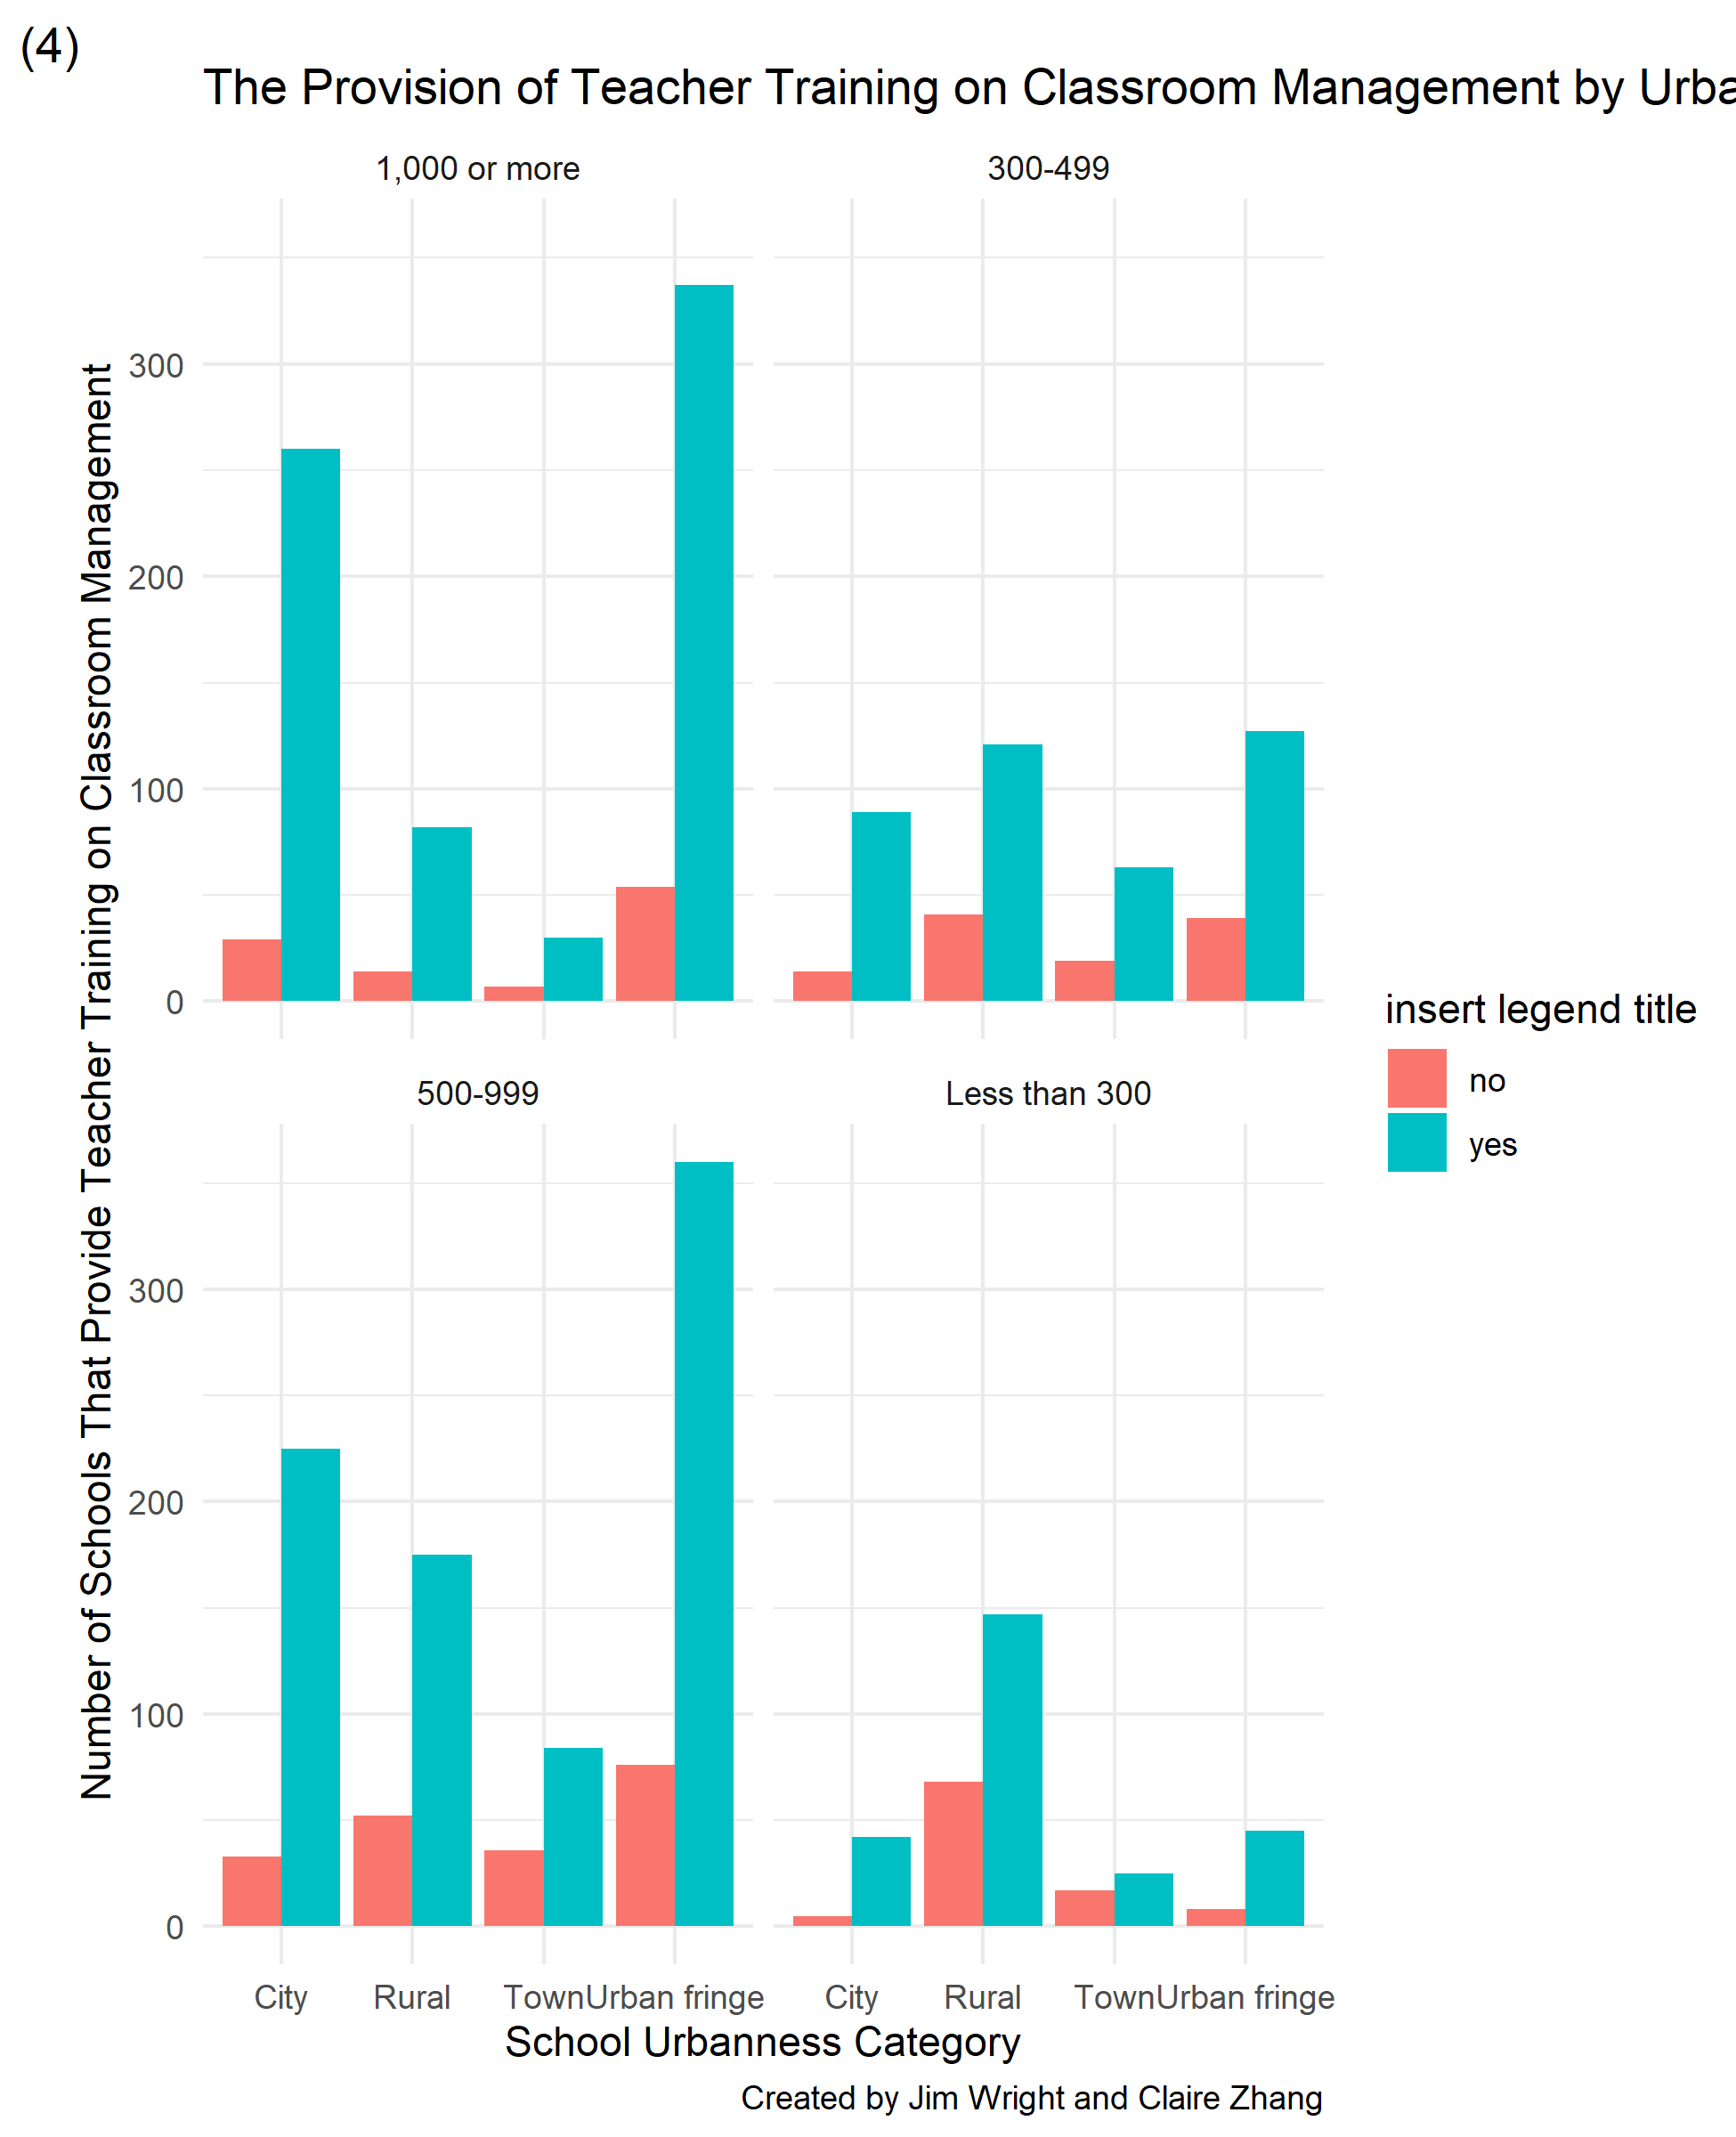 (4)
The Provision of Teacher Training on Classroom Management by Urba
1,000 or more
300-499
Number of Schools That Provide Teacher Training on Classroom Management
300
200
100
0
insert legend title
no
yes
500-999
Less than 300
300
200
100
0
City Rural Town Urban fringe
City Rural Town Urban fringe
School Urbanness Category
Created by Jim Wright and Claire Zhang